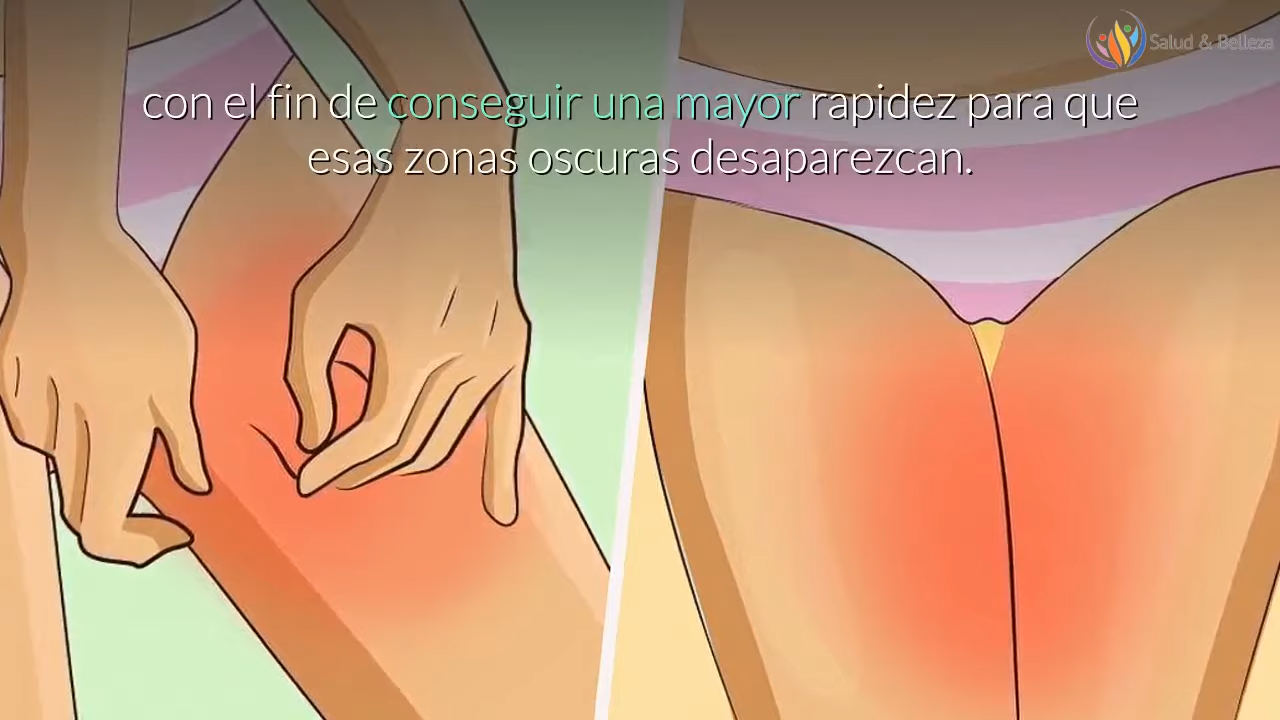 Salud & Belleza
con el fin de conseguir una mayor rapidez para que
esas zonas oscuras desaparezcan.